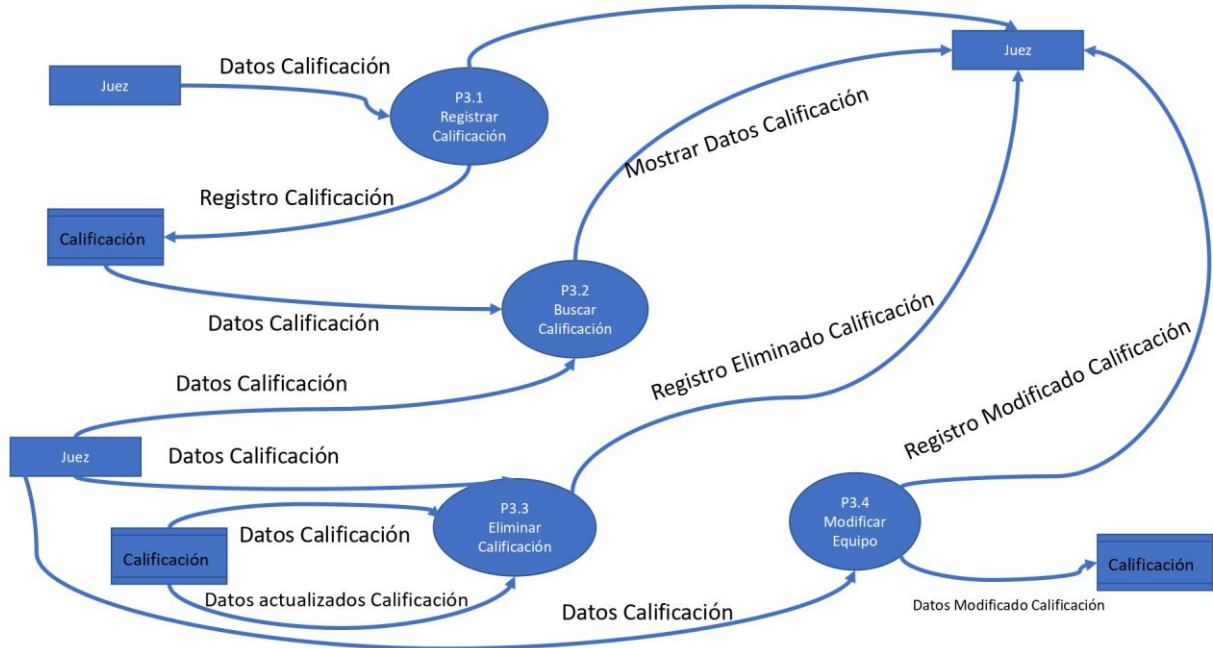 Juez
Juez
Datos Calificación
P3.1
Registrar
Calificación
Mostrar Datos Calificación
Registro Calificación
Calificación
P3.2
Buscar
Calificación
Datos Calificación
Registro Eliminado Calificación
Registro Modificado Calificación
Datos Calificación
Juez
Datos Calificación
P3.3
Eliminar
Calificación
P3.4
Modificar
Equipo
Datos Calificación
Calificación
Calificación
Datos actualizados Calificación
Datos Calificación
Datos Modificado Calificación